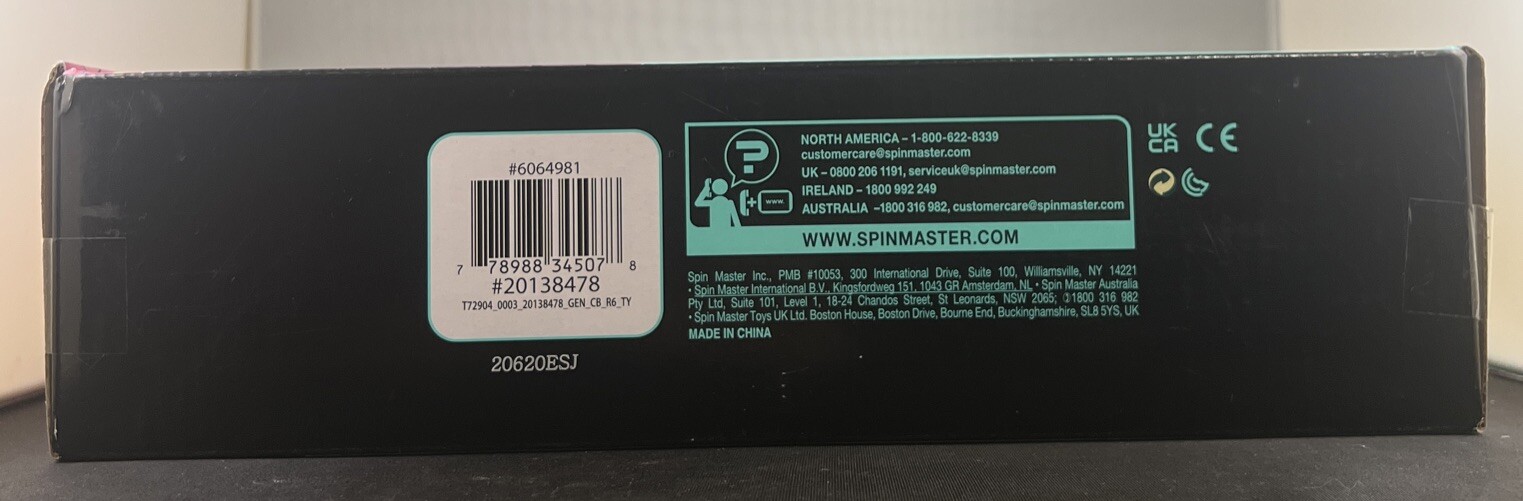 #6064981
7 78988 34507 8
#20138478
T72904_0003_20138478_GEN_CB_R6_TY
20620ESJ
?
+ www.
NORTH AMERICA – 1-800-622-8339
customercare@spinmaster.com
UK – 0800 206 1191, serviceuk@spinmaster.com
IRELAND – 1800 992 249
AUSTRALIA –1800 316 982, customercare@spinmaster.com
WWW.SPINMASTER.COM
Spin Master Inc., PMB #10053, 300 International Drive, Suite 100, Williamsville, NY 14221
• Spin Master International B.V., Kingsfordweg 151, 1043 GR Amsterdam, NL • Spin Master Australia
Pty Ltd, Suite 101, Level 1, 18-24 Chandos Street, St Leonards, NSW 2065; ✆1800 316 982
• Spin Master Toys UK Ltd. Boston House, Boston Drive, Bourne End, Buckinghamshire, SL8 5YS, UK
MADE IN CHINA
UK
CA
CE